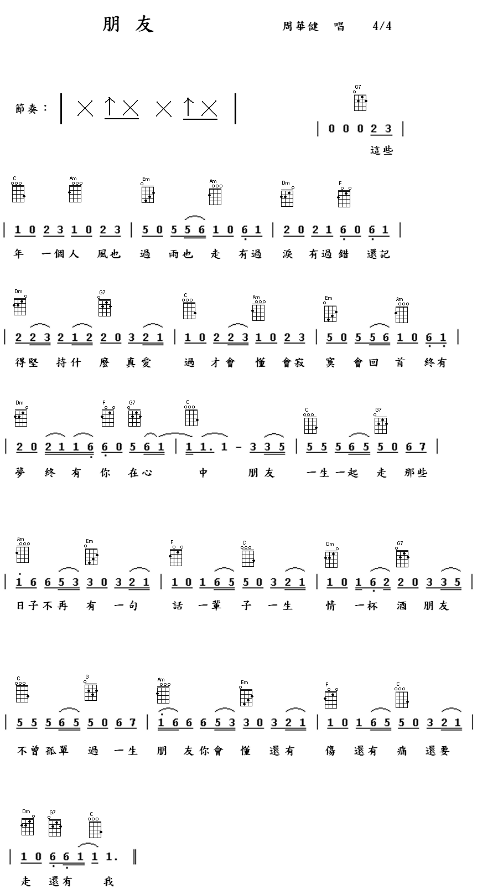 朋 友
周華健 唱 4/4
節奏：
G7
0 0 0 2 3
這些
C Am Em Am Dm F
1 0 2 3 1 0 2 3 5 0 5 5 6 1 0 6 1 2 0 2 1 6 0 6 1
年 一個人 風也 過 雨也 走 有過 淚 有過錯 還記
Dm G7 C Am Em Am
2 2 3 2 1 2 2 0 3 2 1 1 0 2 2 3 1 0 2 3 5 0 5 5 6 1 0 6 1
得堅 持什 麼 真愛 過 才會 懂 會寂 寞 會回 首 終有
Dm F G7 C C G7
2 0 2 1 1 6 6 0 5 6 1 1 1. 1 - 3 3 5 5 5 5 6 5 5 0 6 7
夢 終 有 你 在心 中 朋友 一生一起 走 那些
Am Em F C Dm G7
1 6 6 5 3 3 0 3 2 1 1 0 1 6 5 5 0 3 2 1 1 0 1 6 2 2 0 3 3 5
日子不再 有 一句 話 一輩 子 一生 情 一杯 酒 朋友
C G Am Em F C
5 5 5 6 5 5 0 6 7 1 6 6 6 5 3 3 0 3 2 1 1 0 1 6 5 5 0 3 2 1
不曾孤單 過 一生 朋 友你會 懂 還有 傷 還有 痛 還要
Dm G7 C
1 0 6 6 1 1 1.
走 還有 我